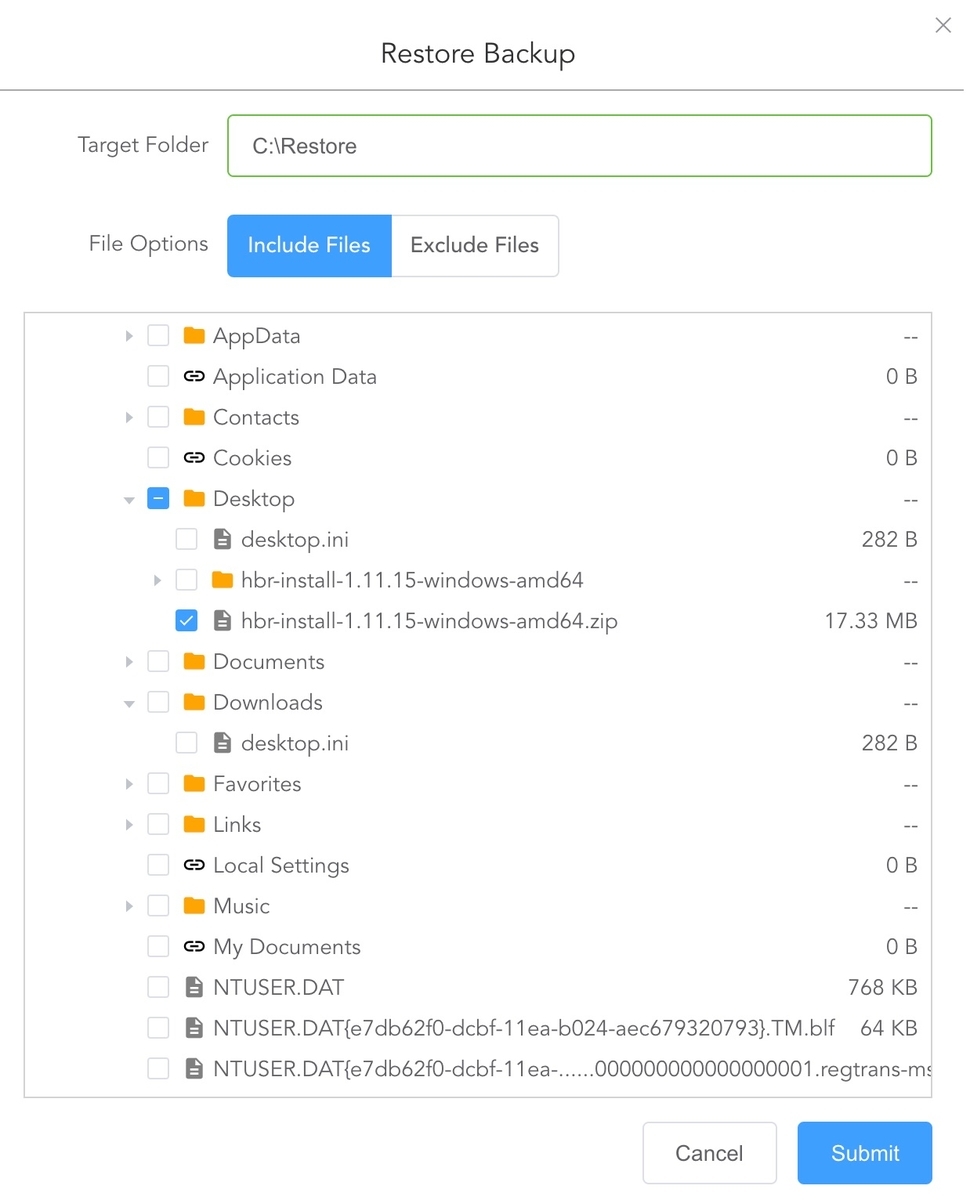 Restore Backup
Target Folder C:\Restore
File Options Include Files Exclude Files
AppData --
Application Data 0 B
Contacts --
Cookies 0 B
Desktop --
desktop.ini 282 B
hbr-install-1.11.15-windows-amd64 --
hbr-install-1.11.15-windows-amd64.zip 17.33 MB
Documents --
Downloads --
desktop.ini 282 B
Favorites --
Links --
Local Settings 0 B
Music --
My Documents 0 B
NTUSER.DAT 768 KB
NTUSER.DAT{e7db62f0-dcbf-11ea-b024-aec679320793}.TM.blf 64 KB
NTUSER.DAT{e7db62f0-dcbf-11ea-......000000000000000001.regtrans-ms
Cancel Submit